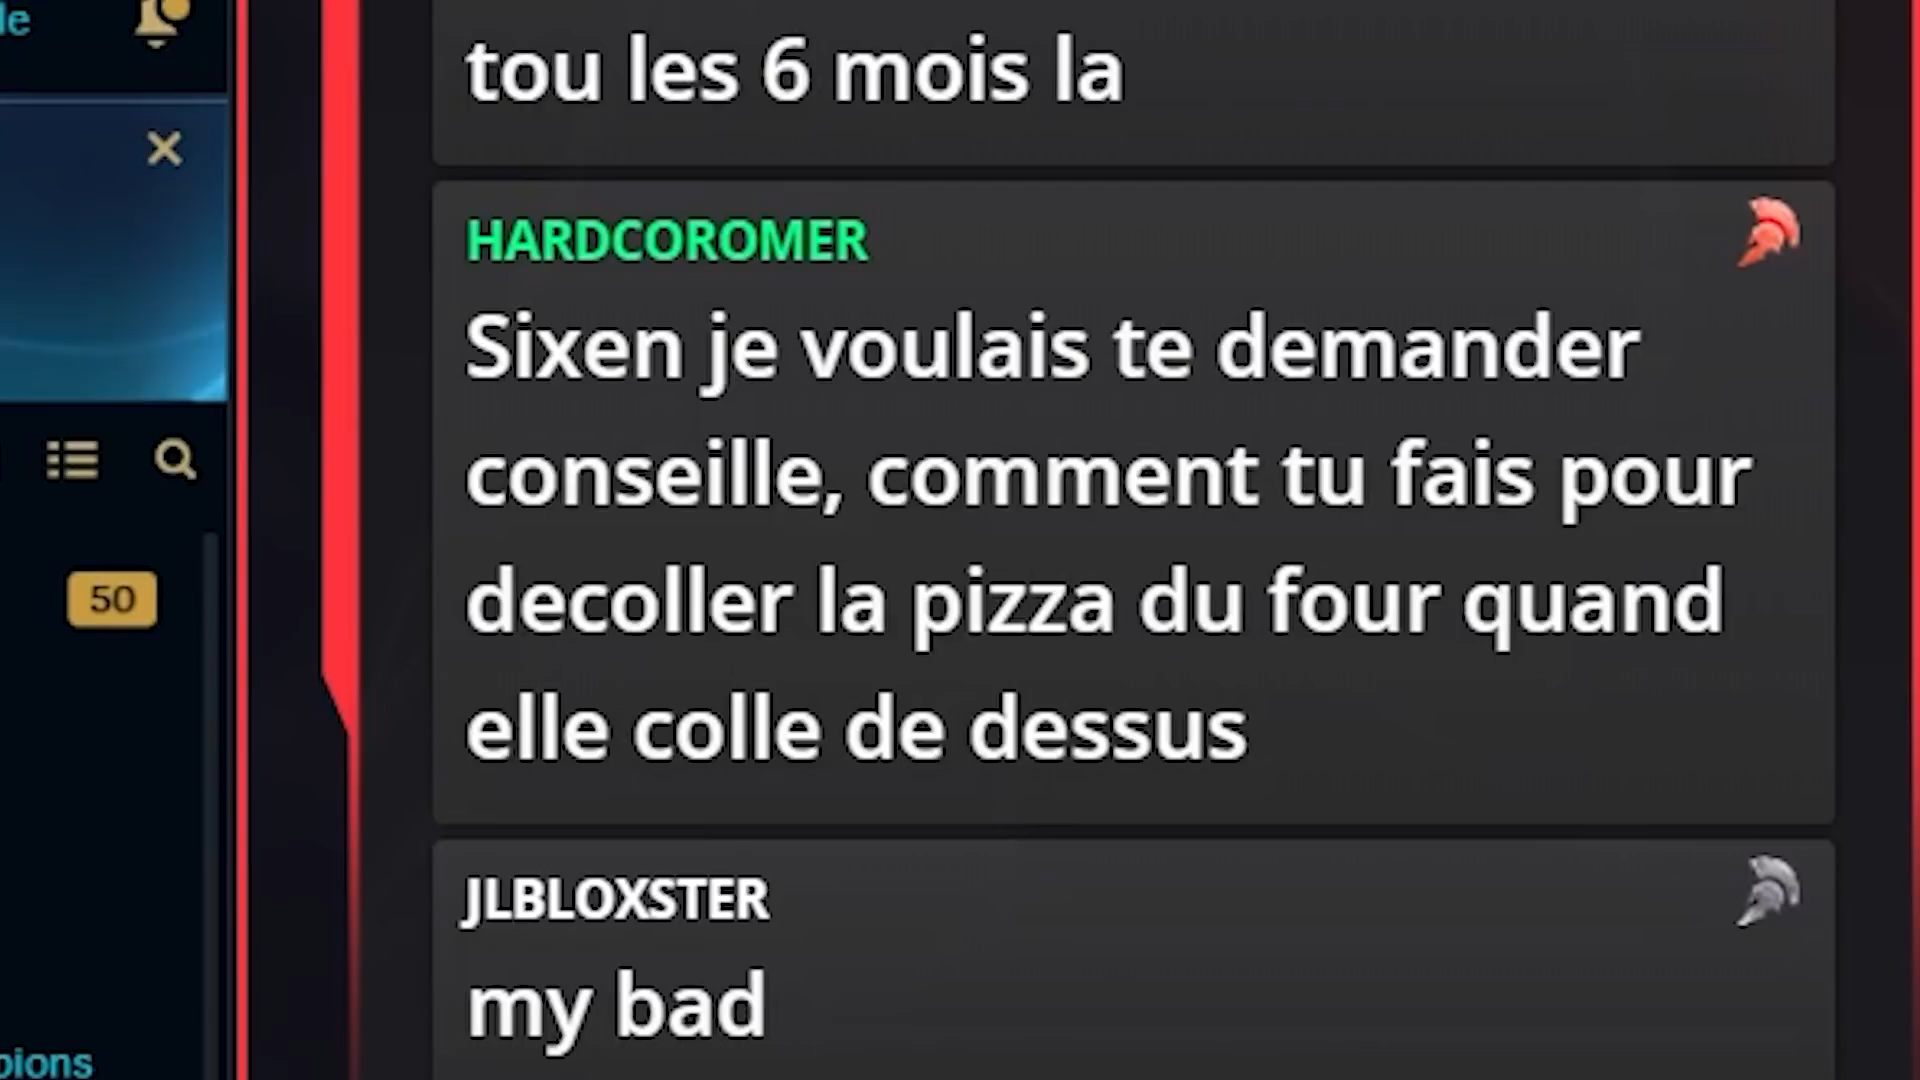 le
tou les 6 mois la
HARDCOROMER
Sixen je voulais te demander
conseille, comment tu fais pour
decoller la pizza du four quand
elle colle de dessus
50
JLBLOXSTER
my bad
pions